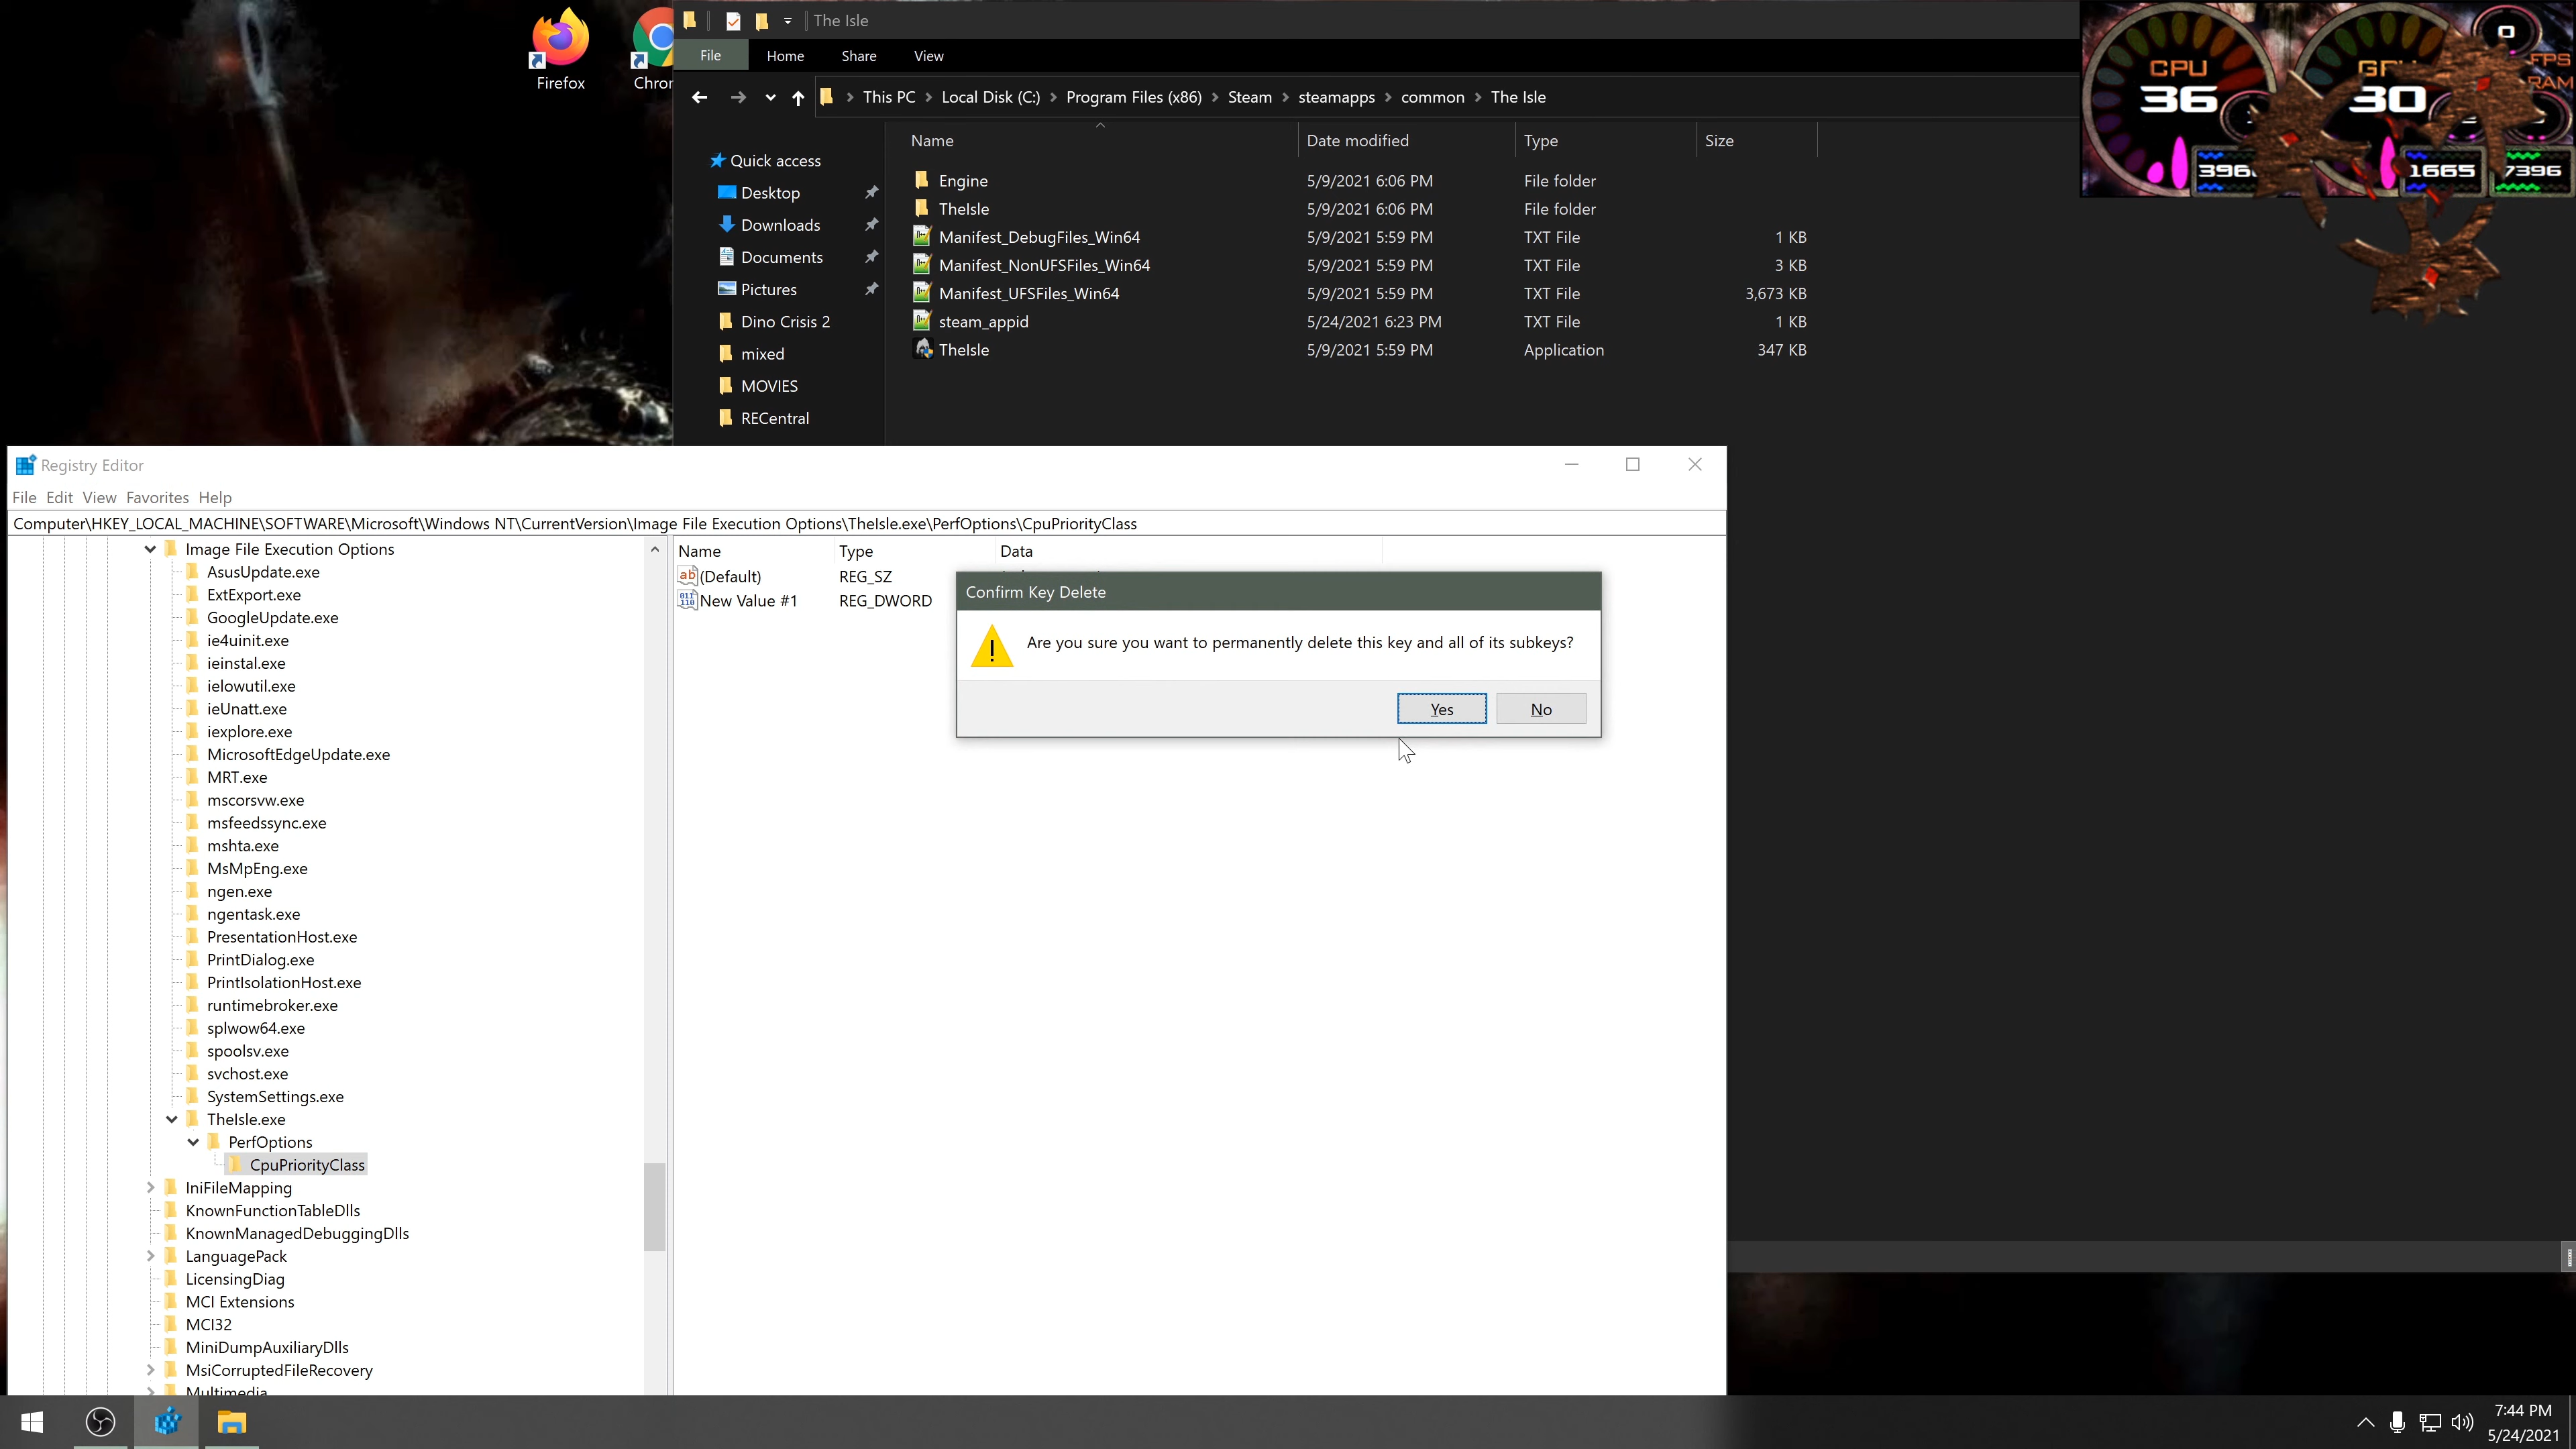 Firefox
Chron
The Isle
File Home Share View
This PC > Local Disk (C:) > Program Files (x86) > Steam > steamapps > common > The Isle
Name Date modified Type Size
Quick access
Desktop
Downloads
Documents
Pictures
Dino Crisis 2
mixed
MOVIES
RECentral
Engine 5/9/2021 6:06 PM File folder
TheIsle 5/9/2021 6:06 PM File folder
Manifest_DebugFiles_Win64 5/9/2021 5:59 PM TXT File 1 KB
Manifest_NonUFSFiles_Win64 5/9/2021 5:59 PM TXT File 3 KB
Manifest_UFSFiles_Win64 5/9/2021 5:59 PM TXT File 3,673 KB
steam_appid 5/24/2021 6:23 PM TXT File 1 KB
TheIsle 5/9/2021 5:59 PM Application 347 KB
CPU
36
30
0
FPS
RAM
1665
7396
Registry Editor
File Edit View Favorites Help
Computer\HKEY_LOCAL_MACHINE\SOFTWARE\Microsoft\Windows NT\CurrentVersion\Image File Execution Options\TheIsle.exe\PerfOptions\CpuPriorityClass
Image File Execution Options
AsusUpdate.exe
ExtExport.exe
GoogleUpdate.exe
ie4uinit.exe
ieinstal.exe
ielowutil.exe
ieUnatt.exe
iexplore.exe
MicrosoftEdgeUpdate.exe
MRT.exe
mscorsvw.exe
msfeedssync.exe
mshta.exe
MsMpEng.exe
ngen.exe
ngentask.exe
PresentationHost.exe
PrintDialog.exe
PrintIsolationHost.exe
runtimebroker.exe
splwow64.exe
spoolsv.exe
svchost.exe
SystemSettings.exe
TheIsle.exe
PerfOptions
CpuPriorityClass
IniFileMapping
KnownFunctionTableDlls
KnownManagedDebuggingDlls
LanguagePack
LicensingDiag
MCI Extensions
MCI32
MiniDumpAuxiliaryDlls
MsiCorruptedFileRecovery
Multimedia
Name Type Data
(Default) REG_SZ
New Value #1 REG_DWORD
Confirm Key Delete
Are you sure you want to permanently delete this key and all of its subkeys?
Yes No
7:44 PM
5/24/2021